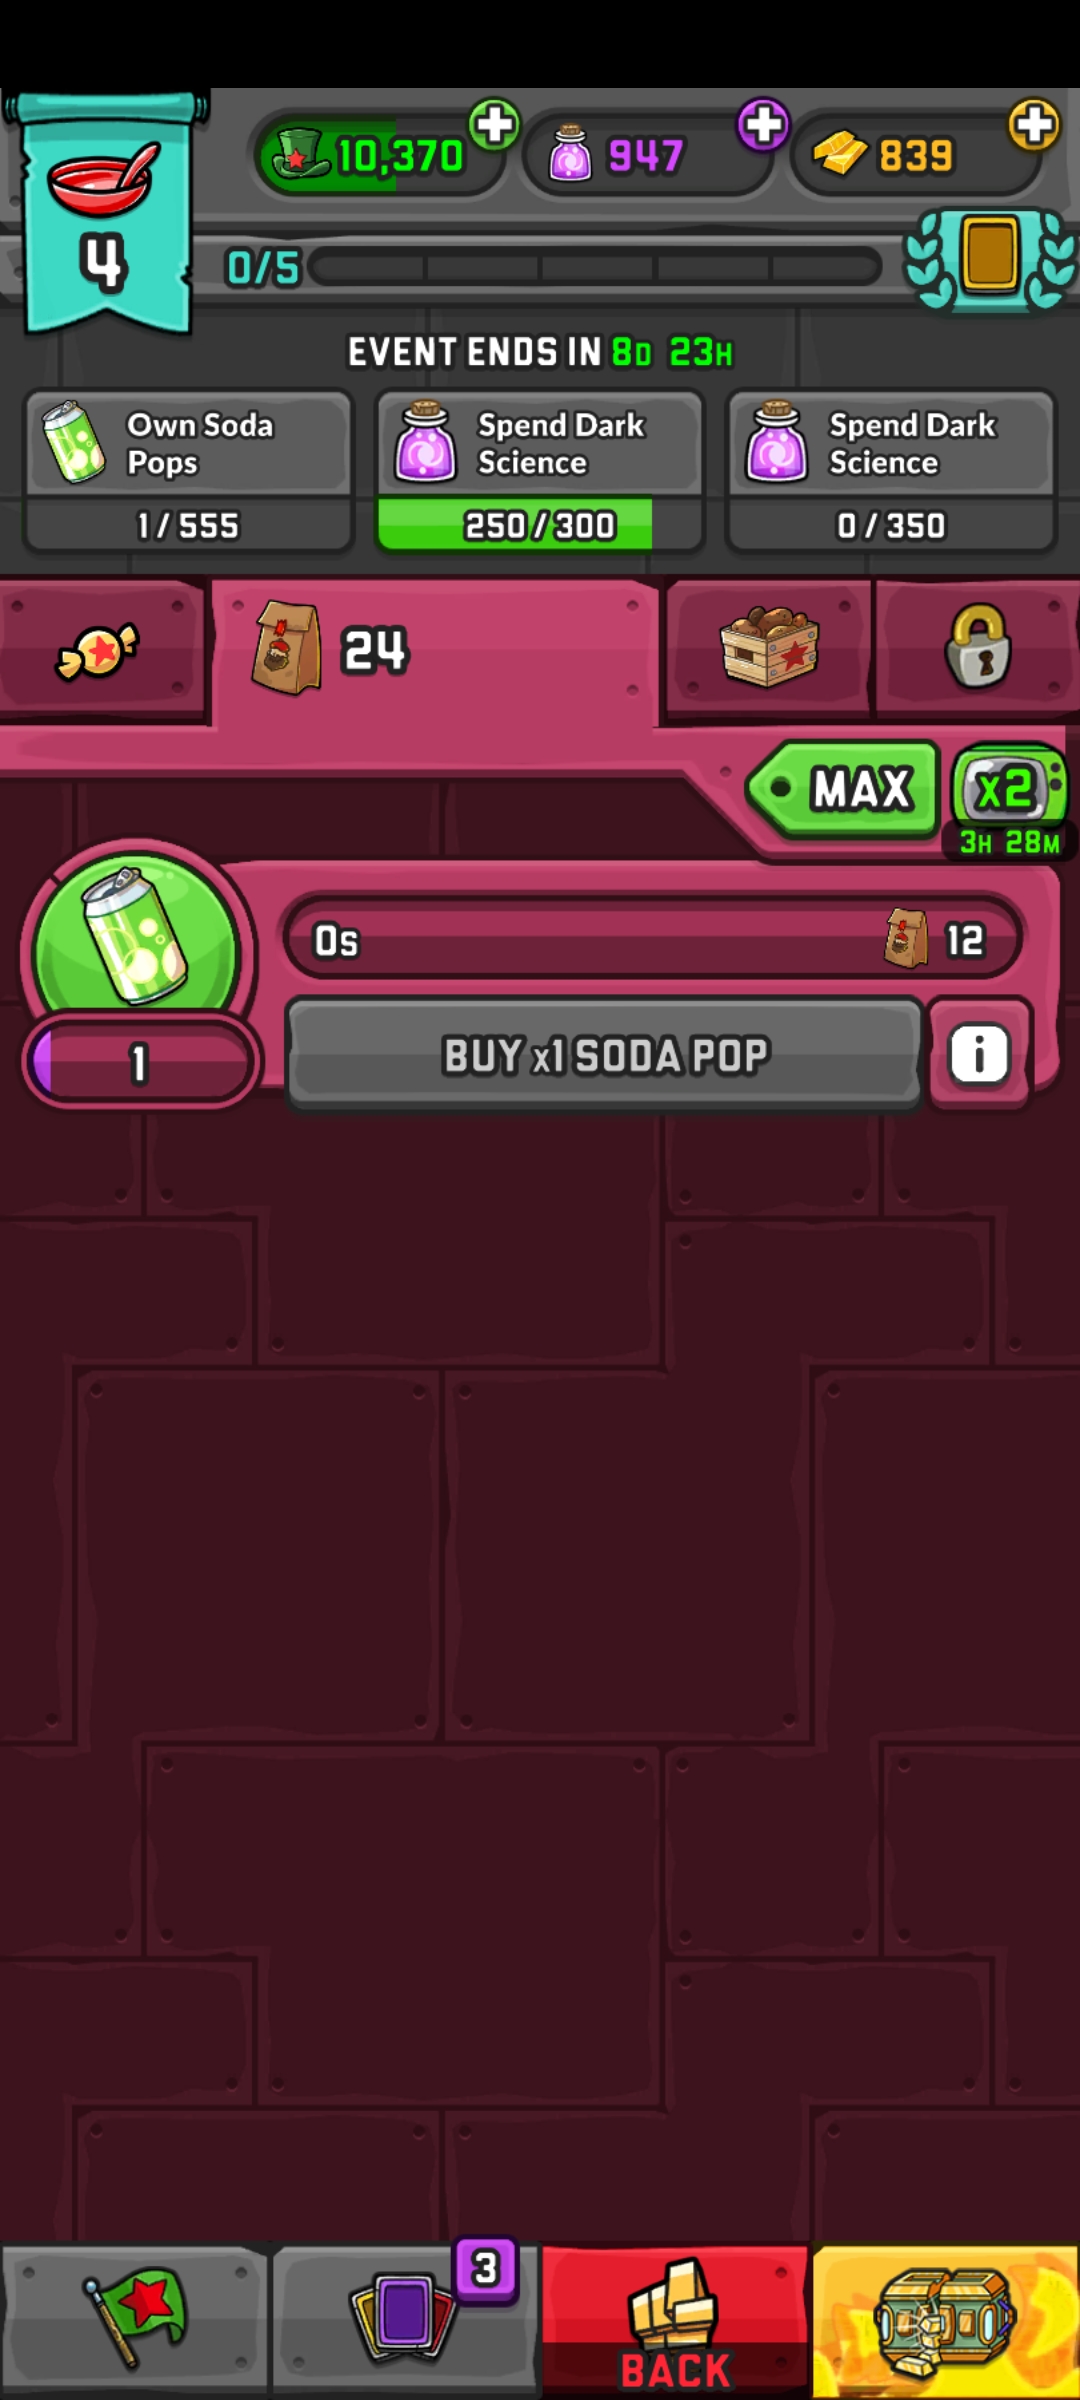 10,370
947
839
4
0/5
EVENT ENDS IN 8D 23H
Own Soda
Pops
1 / 555
Spend Dark
Science
250 / 300
Spend Dark
Science
0 / 350
24
MAX
x2
3H 28M
0s
12
1
BUY x1 SODA POP
i
3
BACK